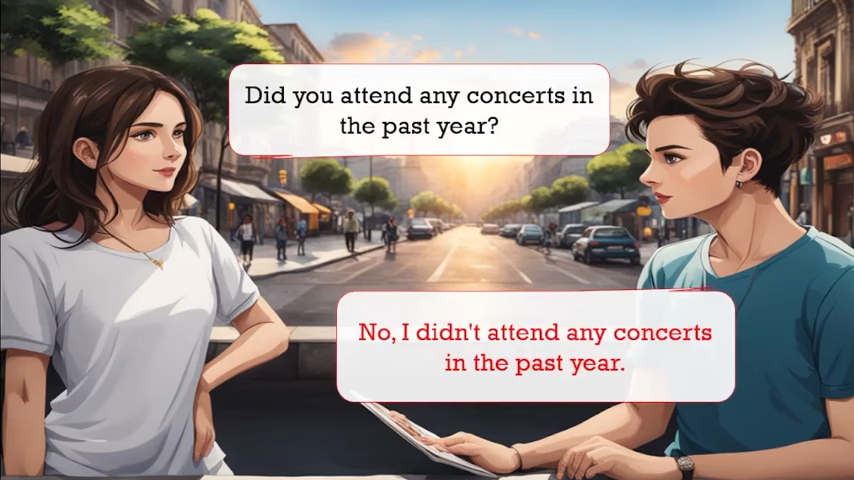 Did you attend any concerts in
the past year?
No, I didn't attend any concerts
in the past year.